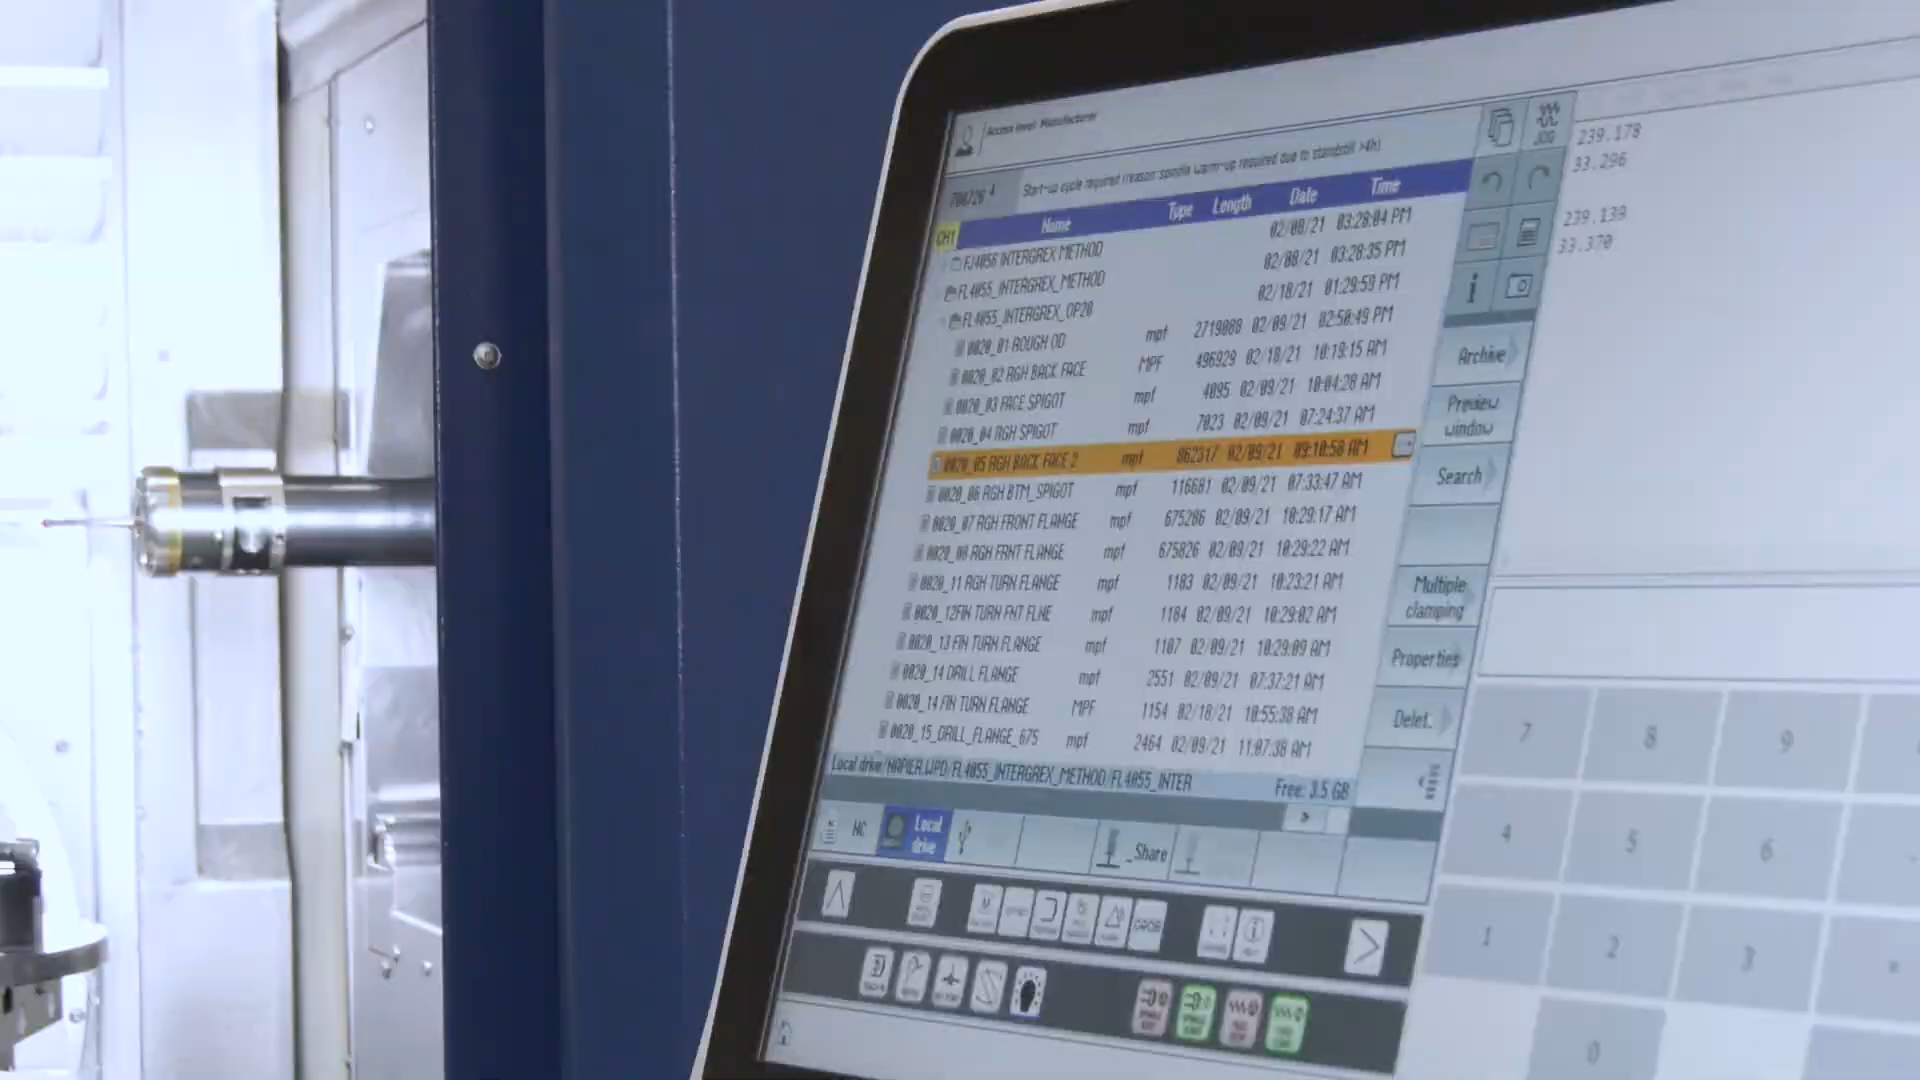 Access level: Manufacturer
JOG
700726 Start-up cycle required (reason: spindle warm-up required due to standstill >4h)
239.178
33.296
239.139
33.370
CH1 Name Type Length Date Time
FJ4056 INTERGREX METHOD 02/08/21 03:28:04 PM
FL4055_INTERGREX_METHOD 02/08/21 03:28:35 PM
FL4055_INTERGREX_OP20 02/18/21 01:29:59 PM
0020_01 ROUGH OD mpf 2719088 02/09/21 02:50:49 PM
0020_02 RGH BACK FACE MPF 496929 02/18/21 10:19:15 AM
0020_03 FACE SPIGOT mpf 4095 02/09/21 10:04:28 AM
0020_04 RGH SPIGOT mpf 7023 02/09/21 07:24:37 AM
0020_05 RGH BACK FACE 2 mpf 862317 02/09/21 09:10:58 AM
0020_06 RGH BTM_SPIGOT mpf 116681 02/09/21 07:33:47 AM
0020_07 RGH FRONT FLANGE mpf 675286 02/09/21 10:29:17 AM
0020_08 RGH FRNT FLANGE mpf 675826 02/09/21 10:29:22 AM
0020_11 RGH TURN FLANGE mpf 1183 02/09/21 10:23:21 AM
0020_12FIN TURN FNT FLNE mpf 1184 02/09/21 10:29:02 AM
0020_13 FIN TURN FLANGE mpf 1187 02/09/21 10:29:09 AM
0020_14 DRILL FLANGE mpf 2551 02/09/21 07:37:21 AM
0020_14 FIN TURN FLANGE MPF 1154 02/18/21 10:55:38 AM
0020_15_DRILL_FLANGE_675 mpf 2464 02/09/21 11:07:38 AM
Local drive/NAPIER.WPD/FL4055_INTERGREX_METHOD/FL4055_INTER Free: 3.5 GB
Archive
Preview
window
Search
Multiple
clamping
Properties
Delet.
NC
Local
drive
_Share
GROB
7 8 9
4 5 6
1 2 3
0